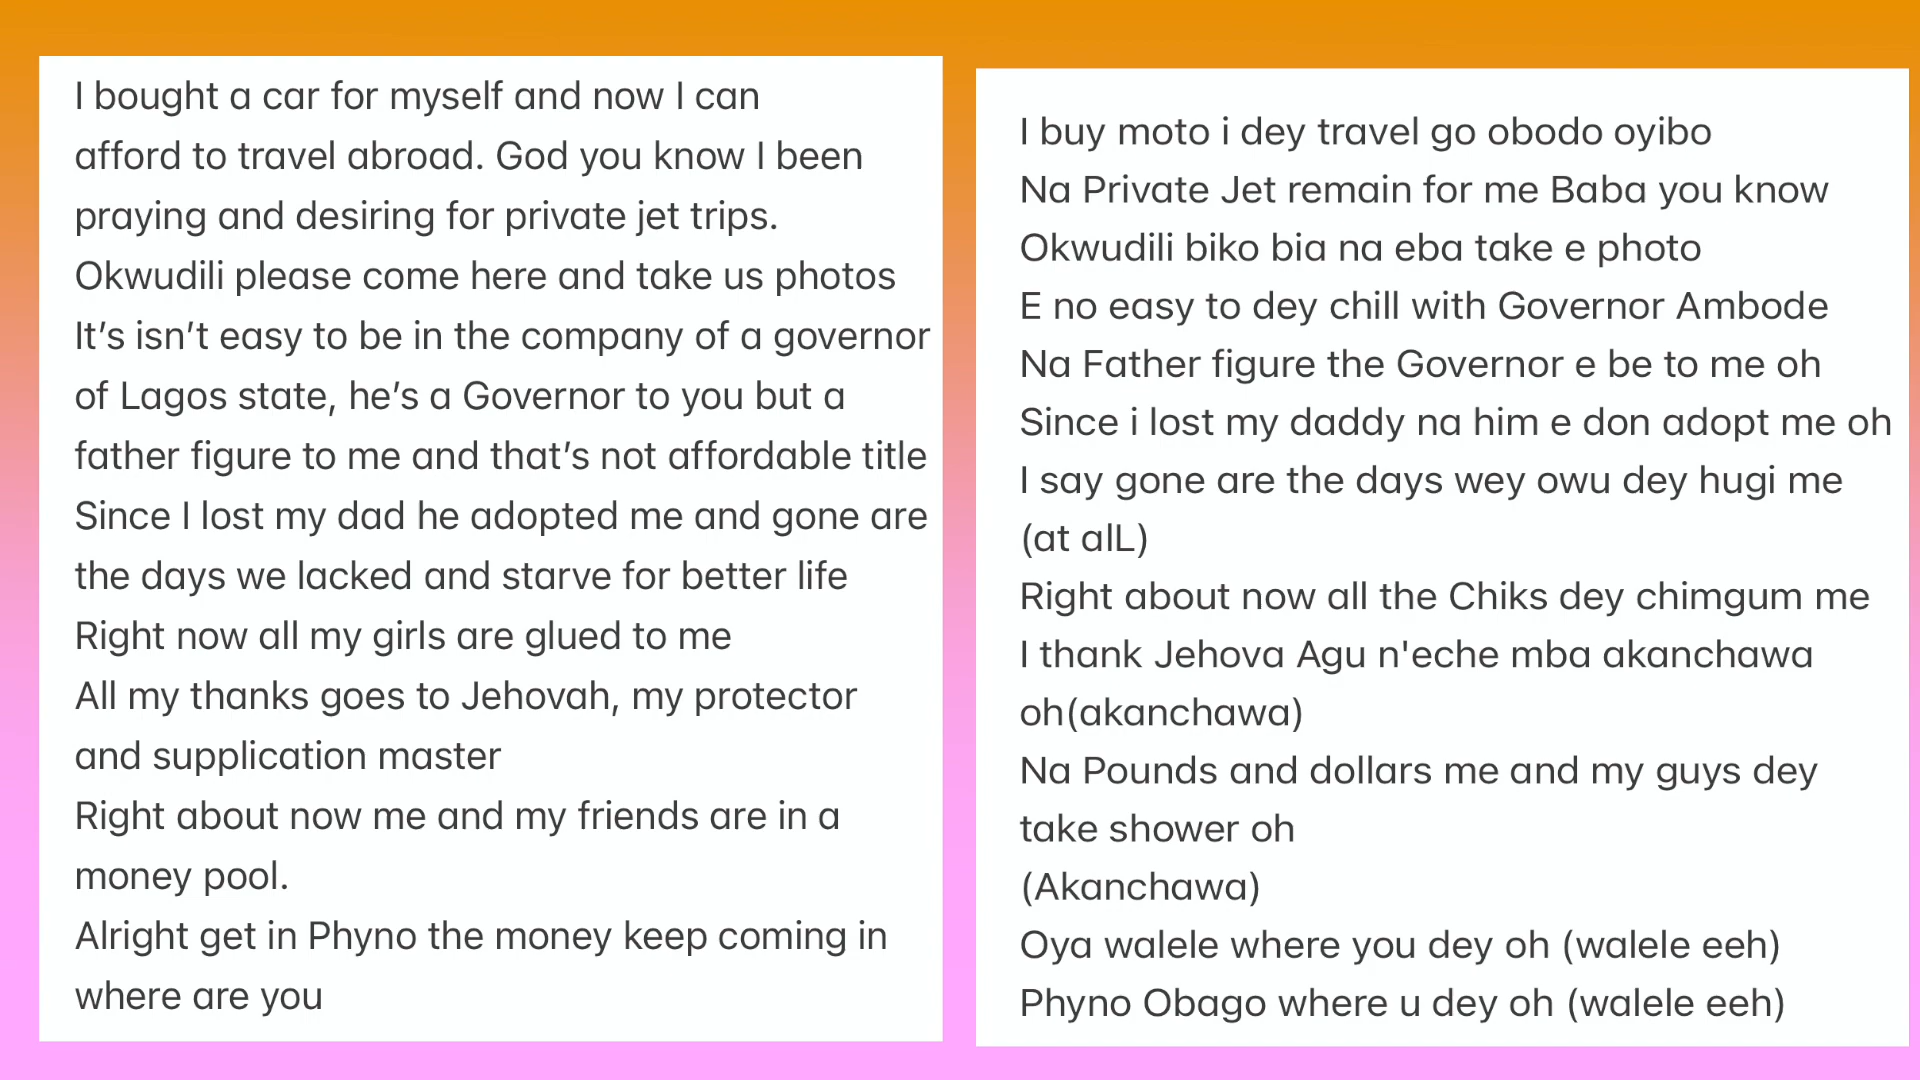 I bought a car for myself and now I can
afford to travel abroad. God you know I been
praying and desiring for private jet trips.
Okwudili please come here and take us photos
It’s isn’t easy to be in the company of a governor
of Lagos state, he’s a Governor to you but a
father figure to me and that’s not affordable title
Since I lost my dad he adopted me and gone are
the days we lacked and starve for better life
Right now all my girls are glued to me
All my thanks goes to Jehovah, my protector
and supplication master
Right about now me and my friends are in a
money pool.
Alright get in Phyno the money keep coming in
where are you
I buy moto i dey travel go obodo oyibo
Na Private Jet remain for me Baba you know
Okwudili biko bia na eba take e photo
E no easy to dey chill with Governor Ambode
Na Father figure the Governor e be to me oh
Since i lost my daddy na him e don adopt me oh
I say gone are the days wey owu dey hugi me
(at alL)
Right about now all the Chiks dey chimgum me
I thank Jehova Agu n'eche mba akanchawa
oh(akanchawa)
Na Pounds and dollars me and my guys dey
take shower oh
(Akanchawa)
Oya walele where you dey oh (walele eeh)
Phyno Obago where u dey oh (walele eeh)